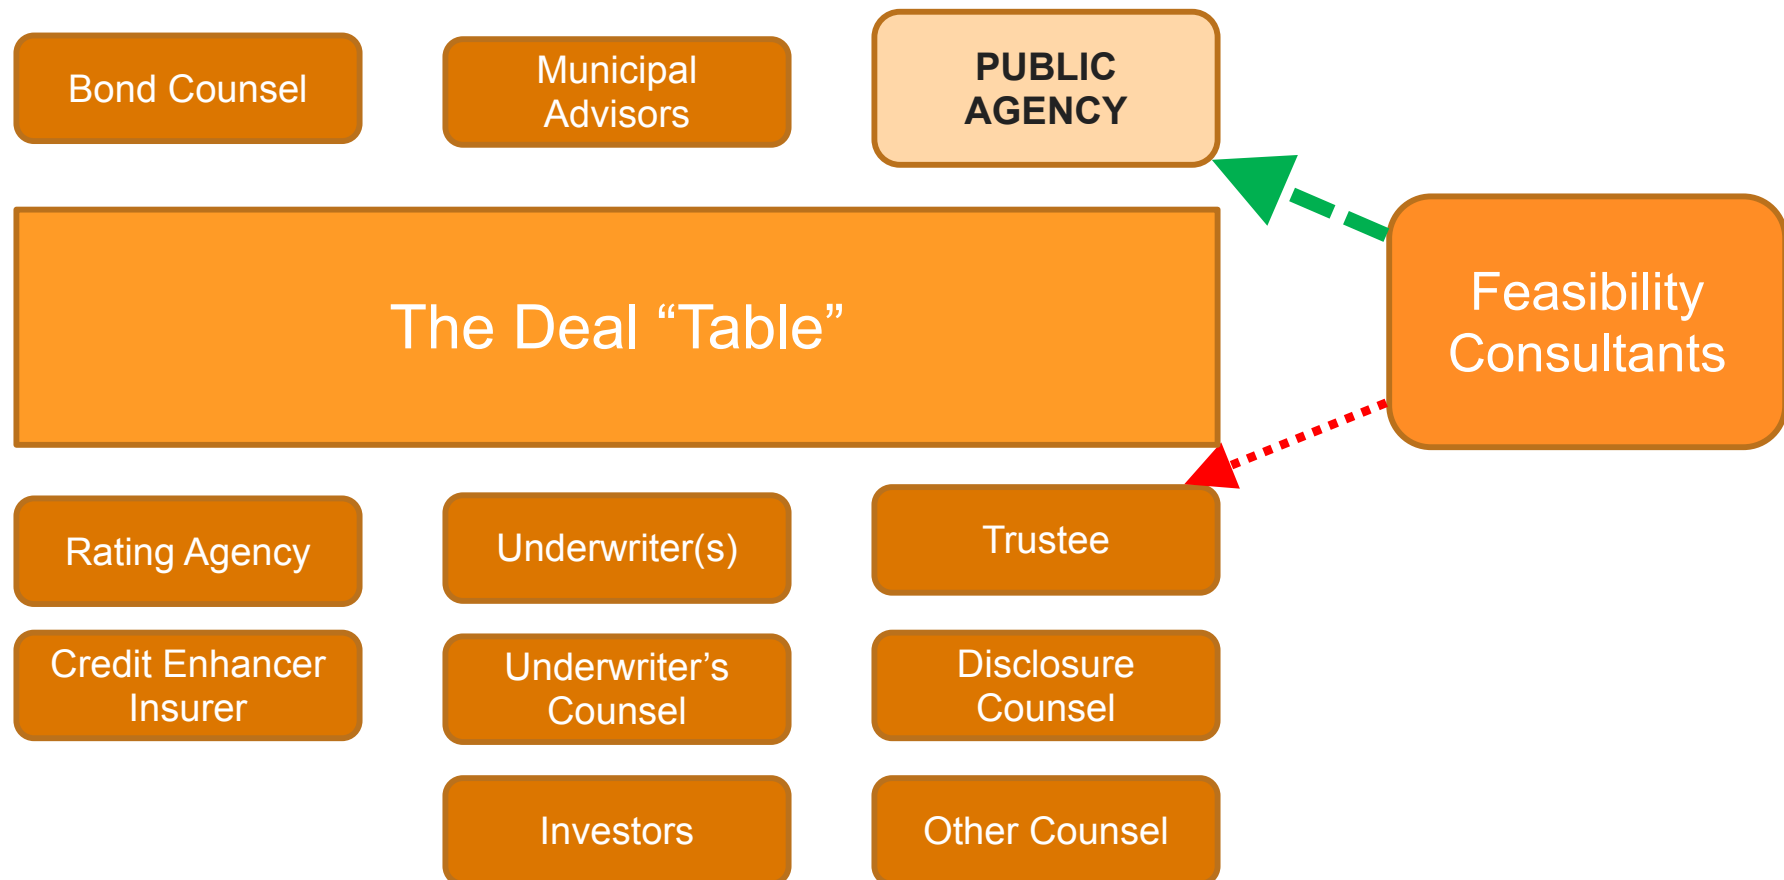 Bond Counsel
Municipal
Advisors
PUBLIC
AGENCY
The Deal “Table”
Feasibility
Consultants
Rating Agency
Underwriter(s)
Trustee
Credit Enhancer
Insurer
Underwriter’s
Counsel
Disclosure
Counsel
Investors
Other Counsel